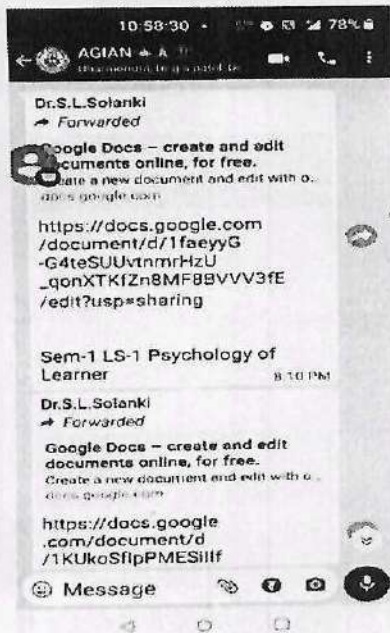 10:58:30
78%
AGIAN
Dr.S.L.Solanki
Forwarded
Google Docs – create and edit
documents online, for free.
Create a new document and edit with o..
docs.google.com
https://docs.google.com
/document/d/1faeyyG
-G4teSUUvtnmrHzU
_qonXTKfZn8MF8BVVV3fE
/edit?usp=sharing
Sem-1 LS-1 Psychology of
Learner
8:10 PM
Dr.S.L.Solanki
Forwarded
Google Docs – create and edit
documents online, for free.
Create a new document and edit with o..
docs.google.com
https://docs.google
.com/document/d
/1KUkoSfipPMESillf
Message